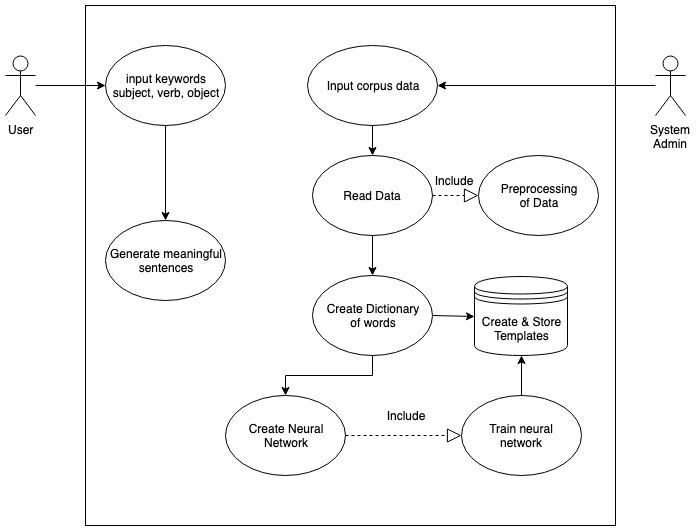 User
input keywords
subject, verb, object
Generate meaningful
sentences
Input corpus data
System
Admin
Read Data
Include
Preprocessing
of Data
Create Dictionary
of words
Create & Store
Templates
Create Neural
Network
Include
Train neural
network